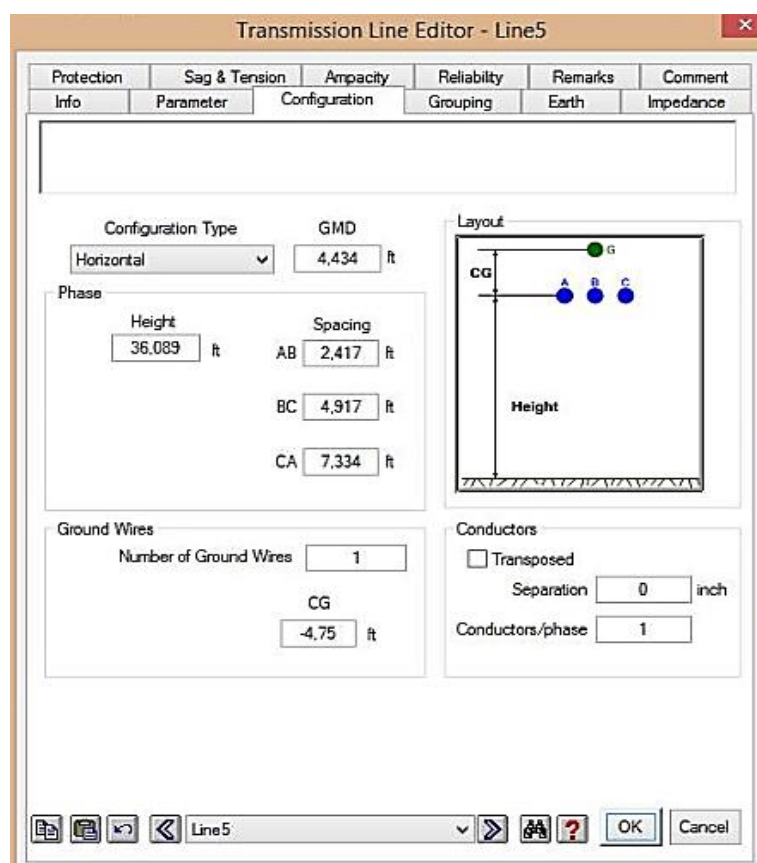 Transmission Line Editor - Line5
Protection Sag & Tension Ampacity Reliability Remarks Comment
Info Parameter Configuration Grouping Earth Impedance
Configuration Type GMD
Horizontal 4,434 ft
Phase
Height Spacing
36,089 ft AB 2,417 ft
BC 4,917 ft
CA 7,334 ft
Layout
G
CG
A B C
Height
Ground Wires
Number of Ground Wires 1
CG
-4,75 ft
Conductors
Transposed
Separation 0 inch
Conductors/phase 1
Line5 ? OK Cancel